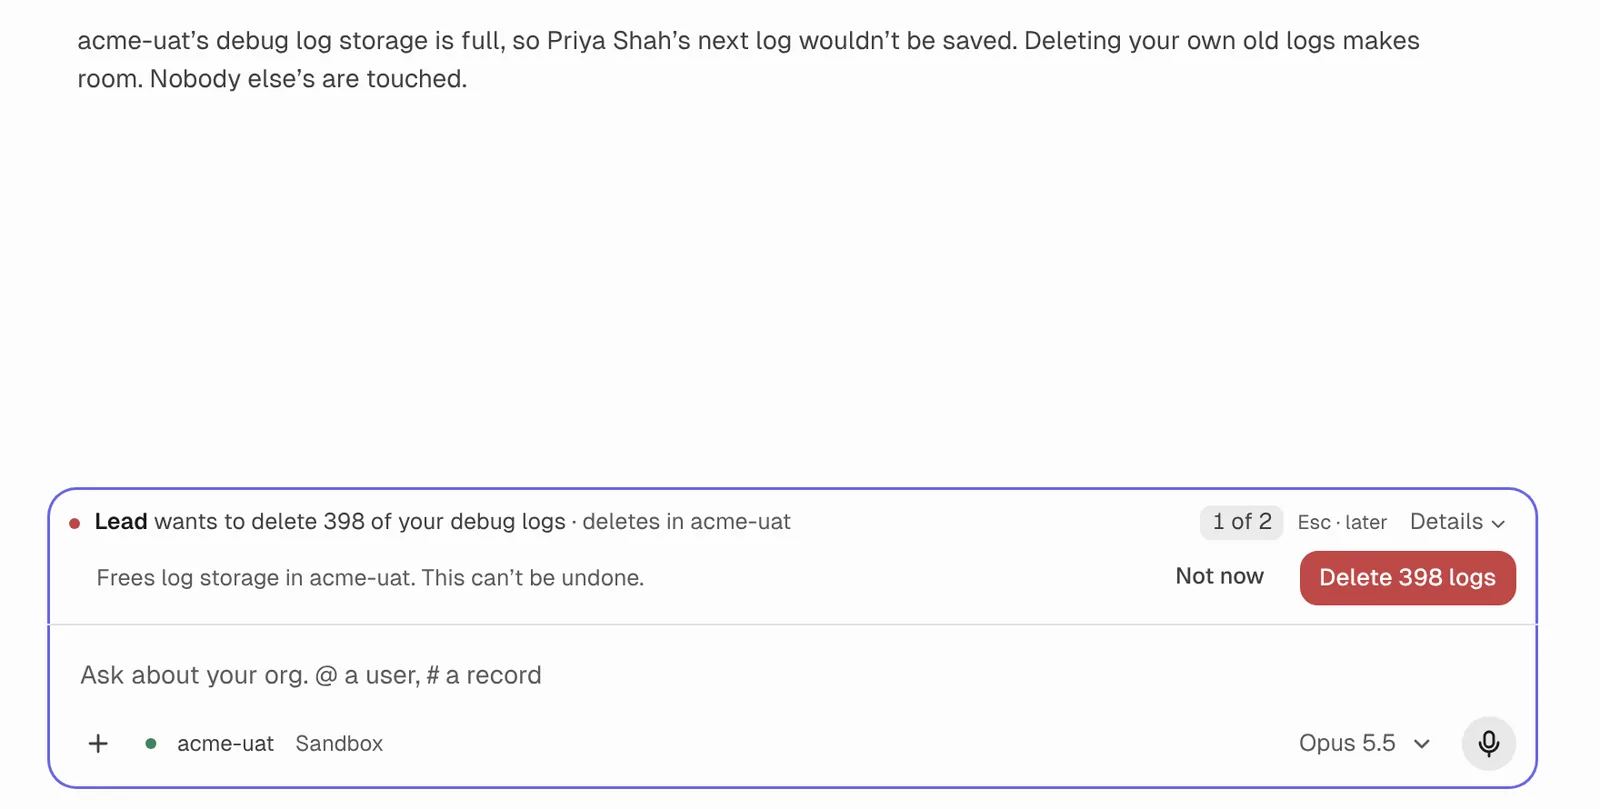 acme-uat’s debug log storage is full, so Priya Shah’s next log wouldn’t be saved. Deleting your own old logs makes
room. Nobody else’s are touched.
Lead wants to delete 398 of your debug logs · deletes in acme-uat
1 of 2
Esc · later
Details
Frees log storage in acme-uat. This can’t be undone.
Not now
Delete 398 logs
Ask about your org. @ a user, # a record
acme-uat
Sandbox
Opus 5.5